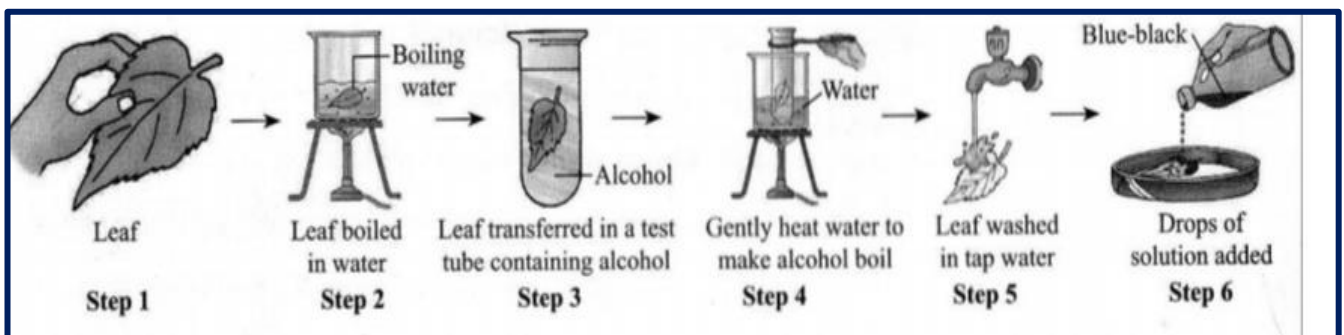 Leaf
Step 1
Boiling
water
Leaf boiled
in water
Step 2
Alcohol
Leaf transferred in a test
tube containing alcohol
Step 3
Water
Gently heat water to
make alcohol boil
Step 4
Leaf washed
in tap water
Step 5
Blue-black
Drops of
solution added
Step 6